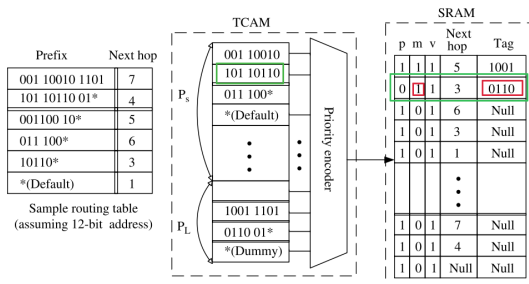 TCAM
SRAM
Prefix Next hop
001 10010 1101 7
101 10110 01* 4
001100 10* 5
011 100* 6
10110* 3
*(Default) 1
Sample routing table
(assuming 12-bit address)
Ps
PL
001 10010
101 10110
011 100*
*(Default)
1001 1101
0110 01*
*(Dummy)
Priority encoder
p m v Next hop Tag
1 1 1 5 1001
0 1 1 3 0110
1 0 1 6 Null
1 0 1 3 Null
1 0 1 1 Null
1 0 1 7 Null
1 0 1 4 Null
1 0 1 Null Null